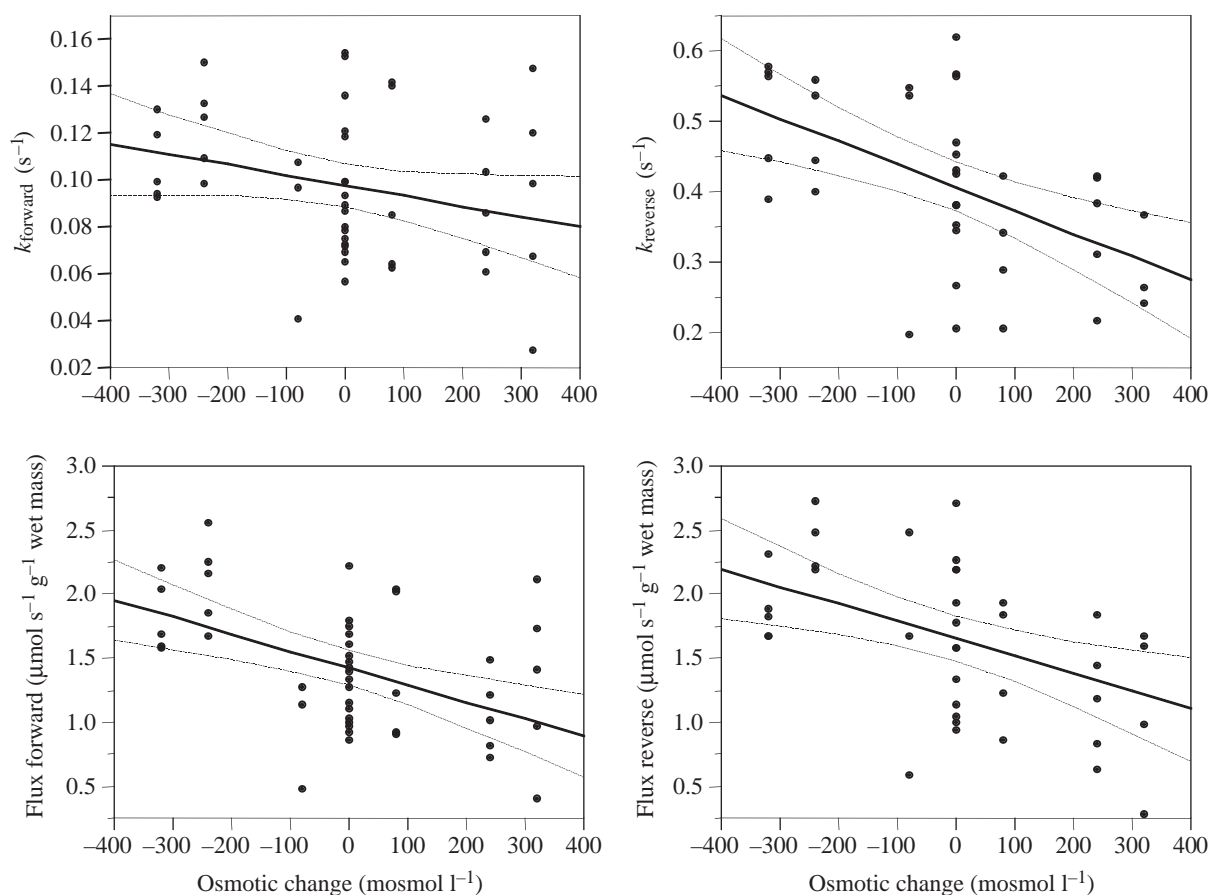 0.16
0.14
0.12
0.10
0.08
0.06
0.04
0.02
k_forward (s⁻¹)
–400 –300 –200 –100 0 100 200 300 400
0.6
0.5
0.4
0.3
0.2
k_reverse (s⁻¹)
–400 –300 –200 –100 0 100 200 300 400
3.0
2.5
2.0
1.5
1.0
0.5
Flux forward (μmol s⁻¹ g⁻¹ wet mass)
–400 –300 –200 –100 0 100 200 300 400
Osmotic change (mosmol l⁻¹)
3.0
2.5
2.0
1.5
1.0
0.5
Flux reverse (μmol s⁻¹ g⁻¹ wet mass)
–400 –300 –200 –100 0 100 200 300 400
Osmotic change (mosmol l⁻¹)